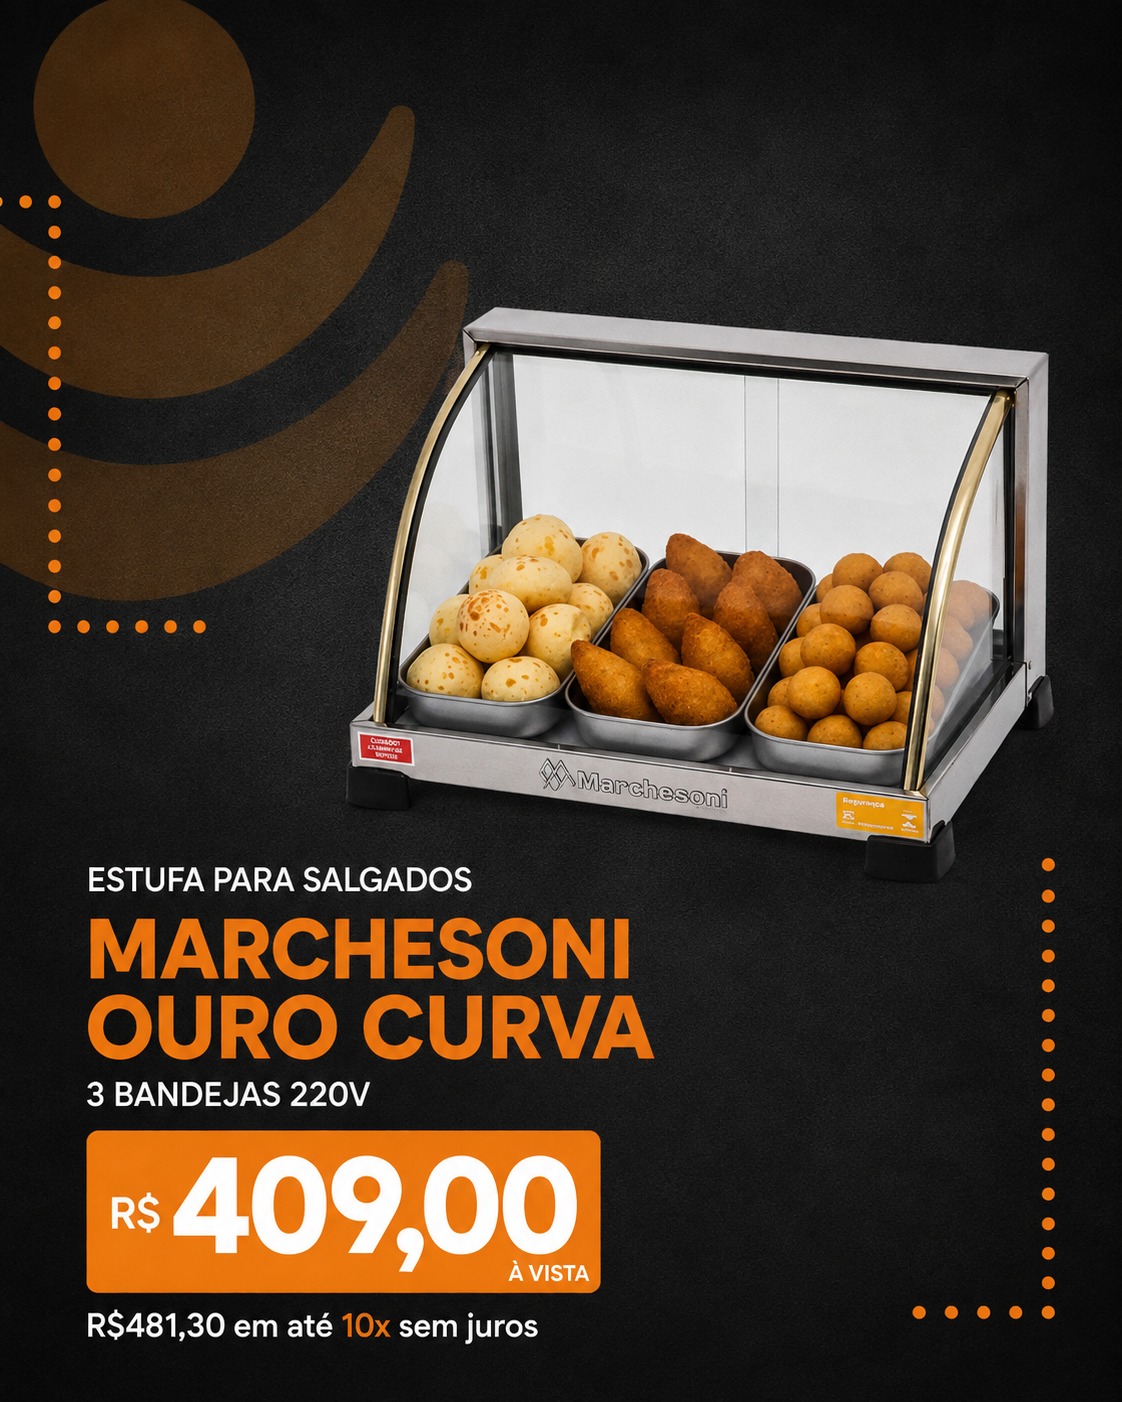 Marchesoni
Segurança
ESTUFA PARA SALGADOS
MARCHESONI
OURO CURVA
3 BANDEJAS 220V
R$ 409,00
À VISTA
R$481,30 em até 10x sem juros